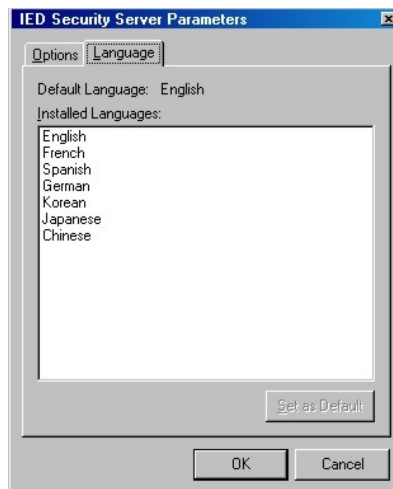 IED Security Server Parameters
Options
Language
Default Language: English
Installed Languages:
English
French
Spanish
German
Korean
Japanese
Chinese
Set as Default
OK
Cancel